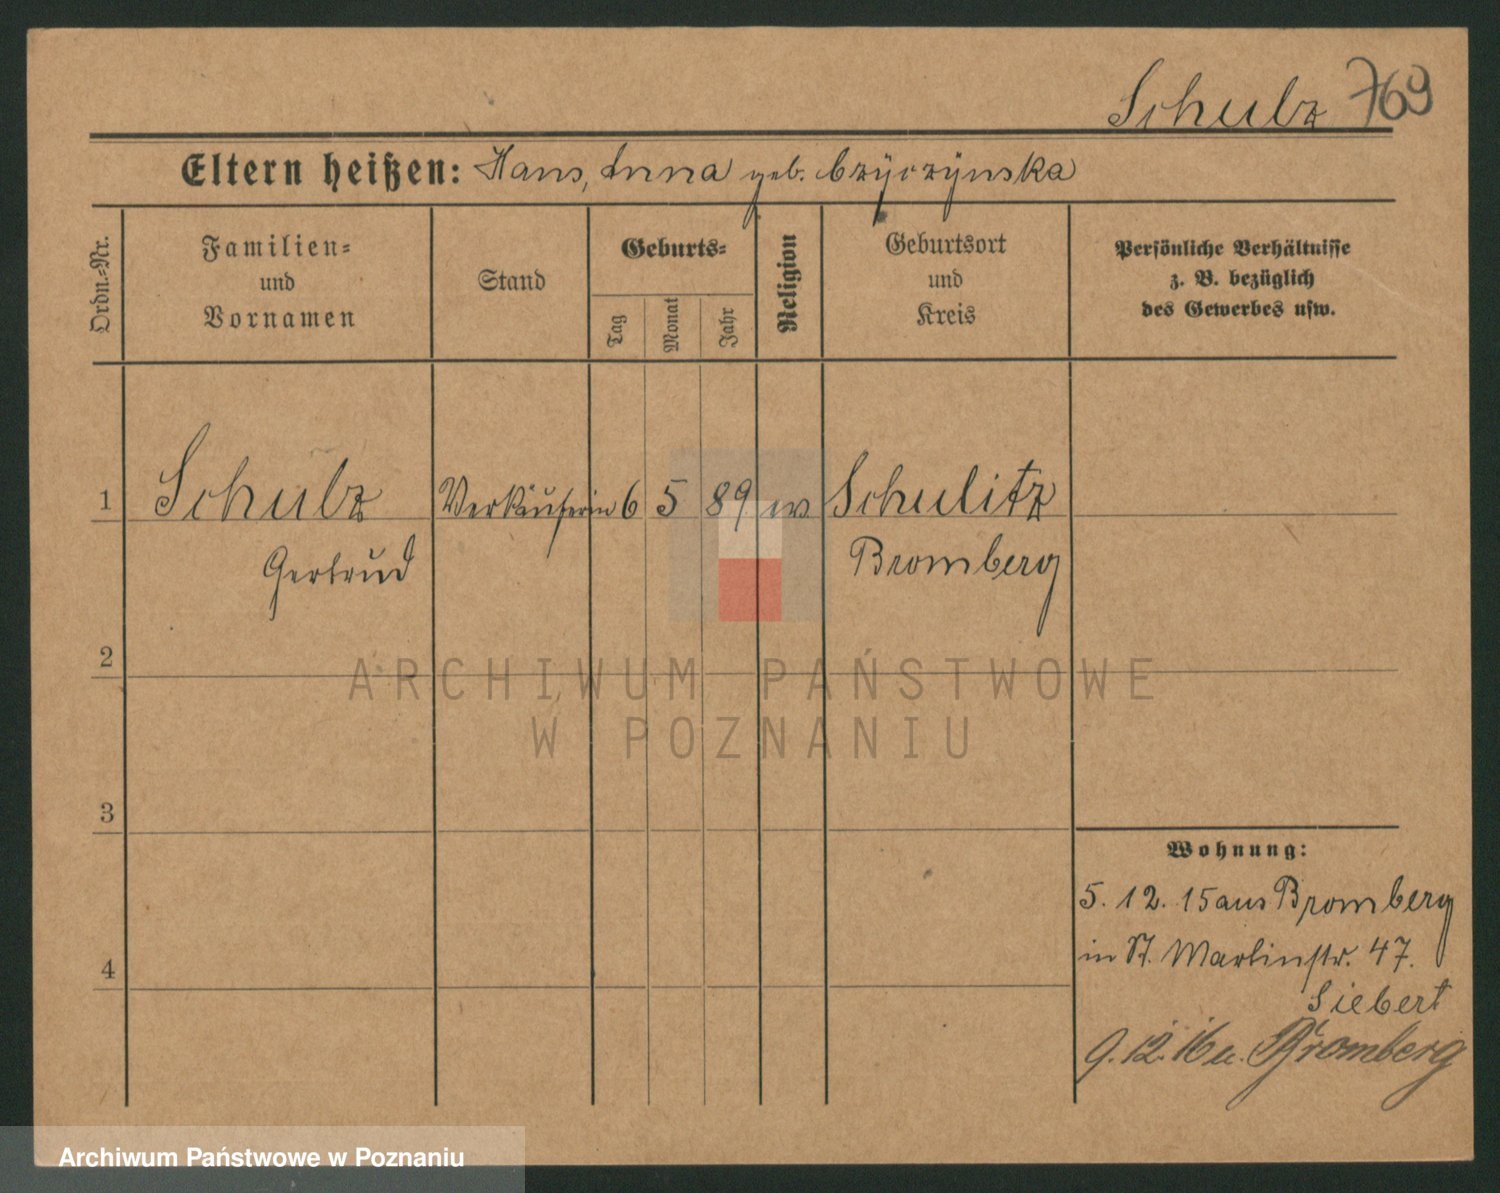 Schulz 769
Eltern heißen: Hans, Anna geb. Czÿczÿnska
Ordn.-Nr.
Familien-
und
Vornamen
Stand
Geburts-
Tag
Monat
Jahr
Religion
Geburtsort
und
Kreis
Persönliche Verhältnisse
z. B. bezüglich
des Gewerbes usw.
1 Schulz Verkäuferin 6 5 89 ev Schulitz
Gertrud Bromberg
2
ARCHIWUM PAŃSTWOWE
W POZNANIU
3
Wohnung:
5. 12. 15 aus Bromberg
4
in St. Martinstr. 47.
Siebert
9. 12. 16 n. Bromberg
Archiwum Państwowe w Poznaniu